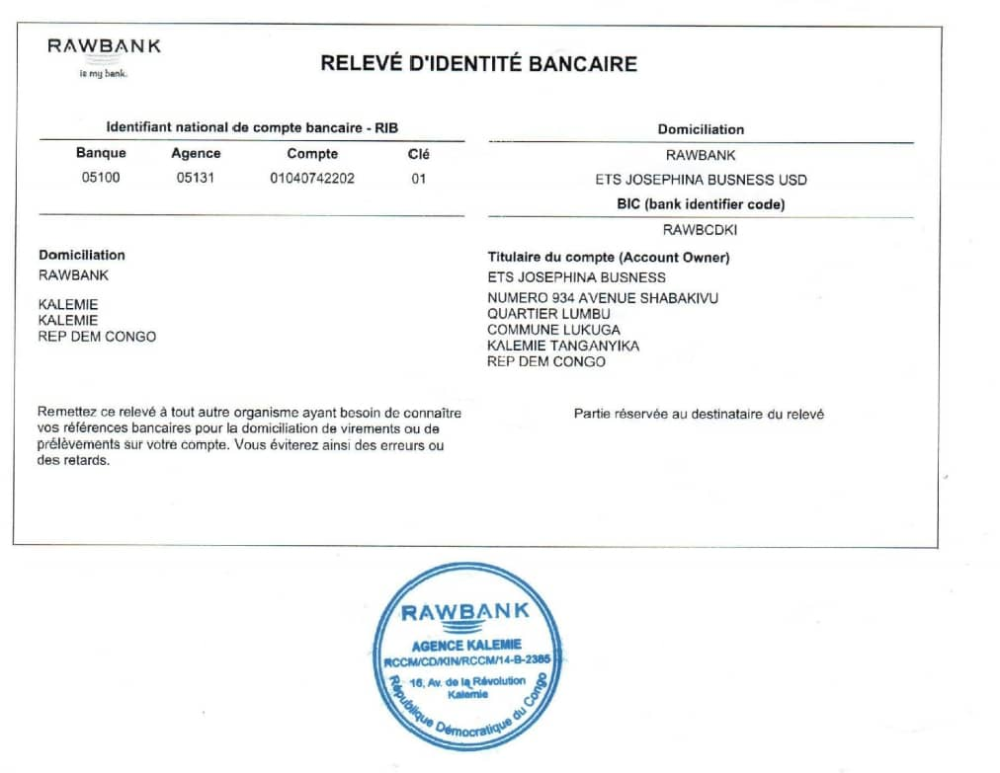 RAWBANK
is my bank.
RELEVÉ D'IDENTITÉ BANCAIRE
Identifiant national de compte bancaire - RIB
Banque Agence Compte Clé
05100 05131 01040742202 01
Domiciliation
RAWBANK
ETS JOSEPHINA BUSNESS USD
BIC (bank identifier code)
RAWBCDKI
Domiciliation
RAWBANK
KALEMIE
KALEMIE
REP DEM CONGO
Titulaire du compte (Account Owner)
ETS JOSEPHINA BUSNESS
NUMERO 934 AVENUE SHABAKIVU
QUARTIER LUMBU
COMMUNE LUKUGA
KALEMIE TANGANYIKA
REP DEM CONGO
Remettez ce relevé à tout autre organisme ayant besoin de connaître
vos références bancaires pour la domiciliation de virements ou de
prélèvements sur votre compte. Vous éviterez ainsi des erreurs ou
des retards.
Partie réservée au destinataire du relevé
RAWBANK
AGENCE KALEMIE
RCCM/CD/KIN/RCCM/14-B-2385
16, Av. de la Révolution
Kalemie
République Démocratique du Congo